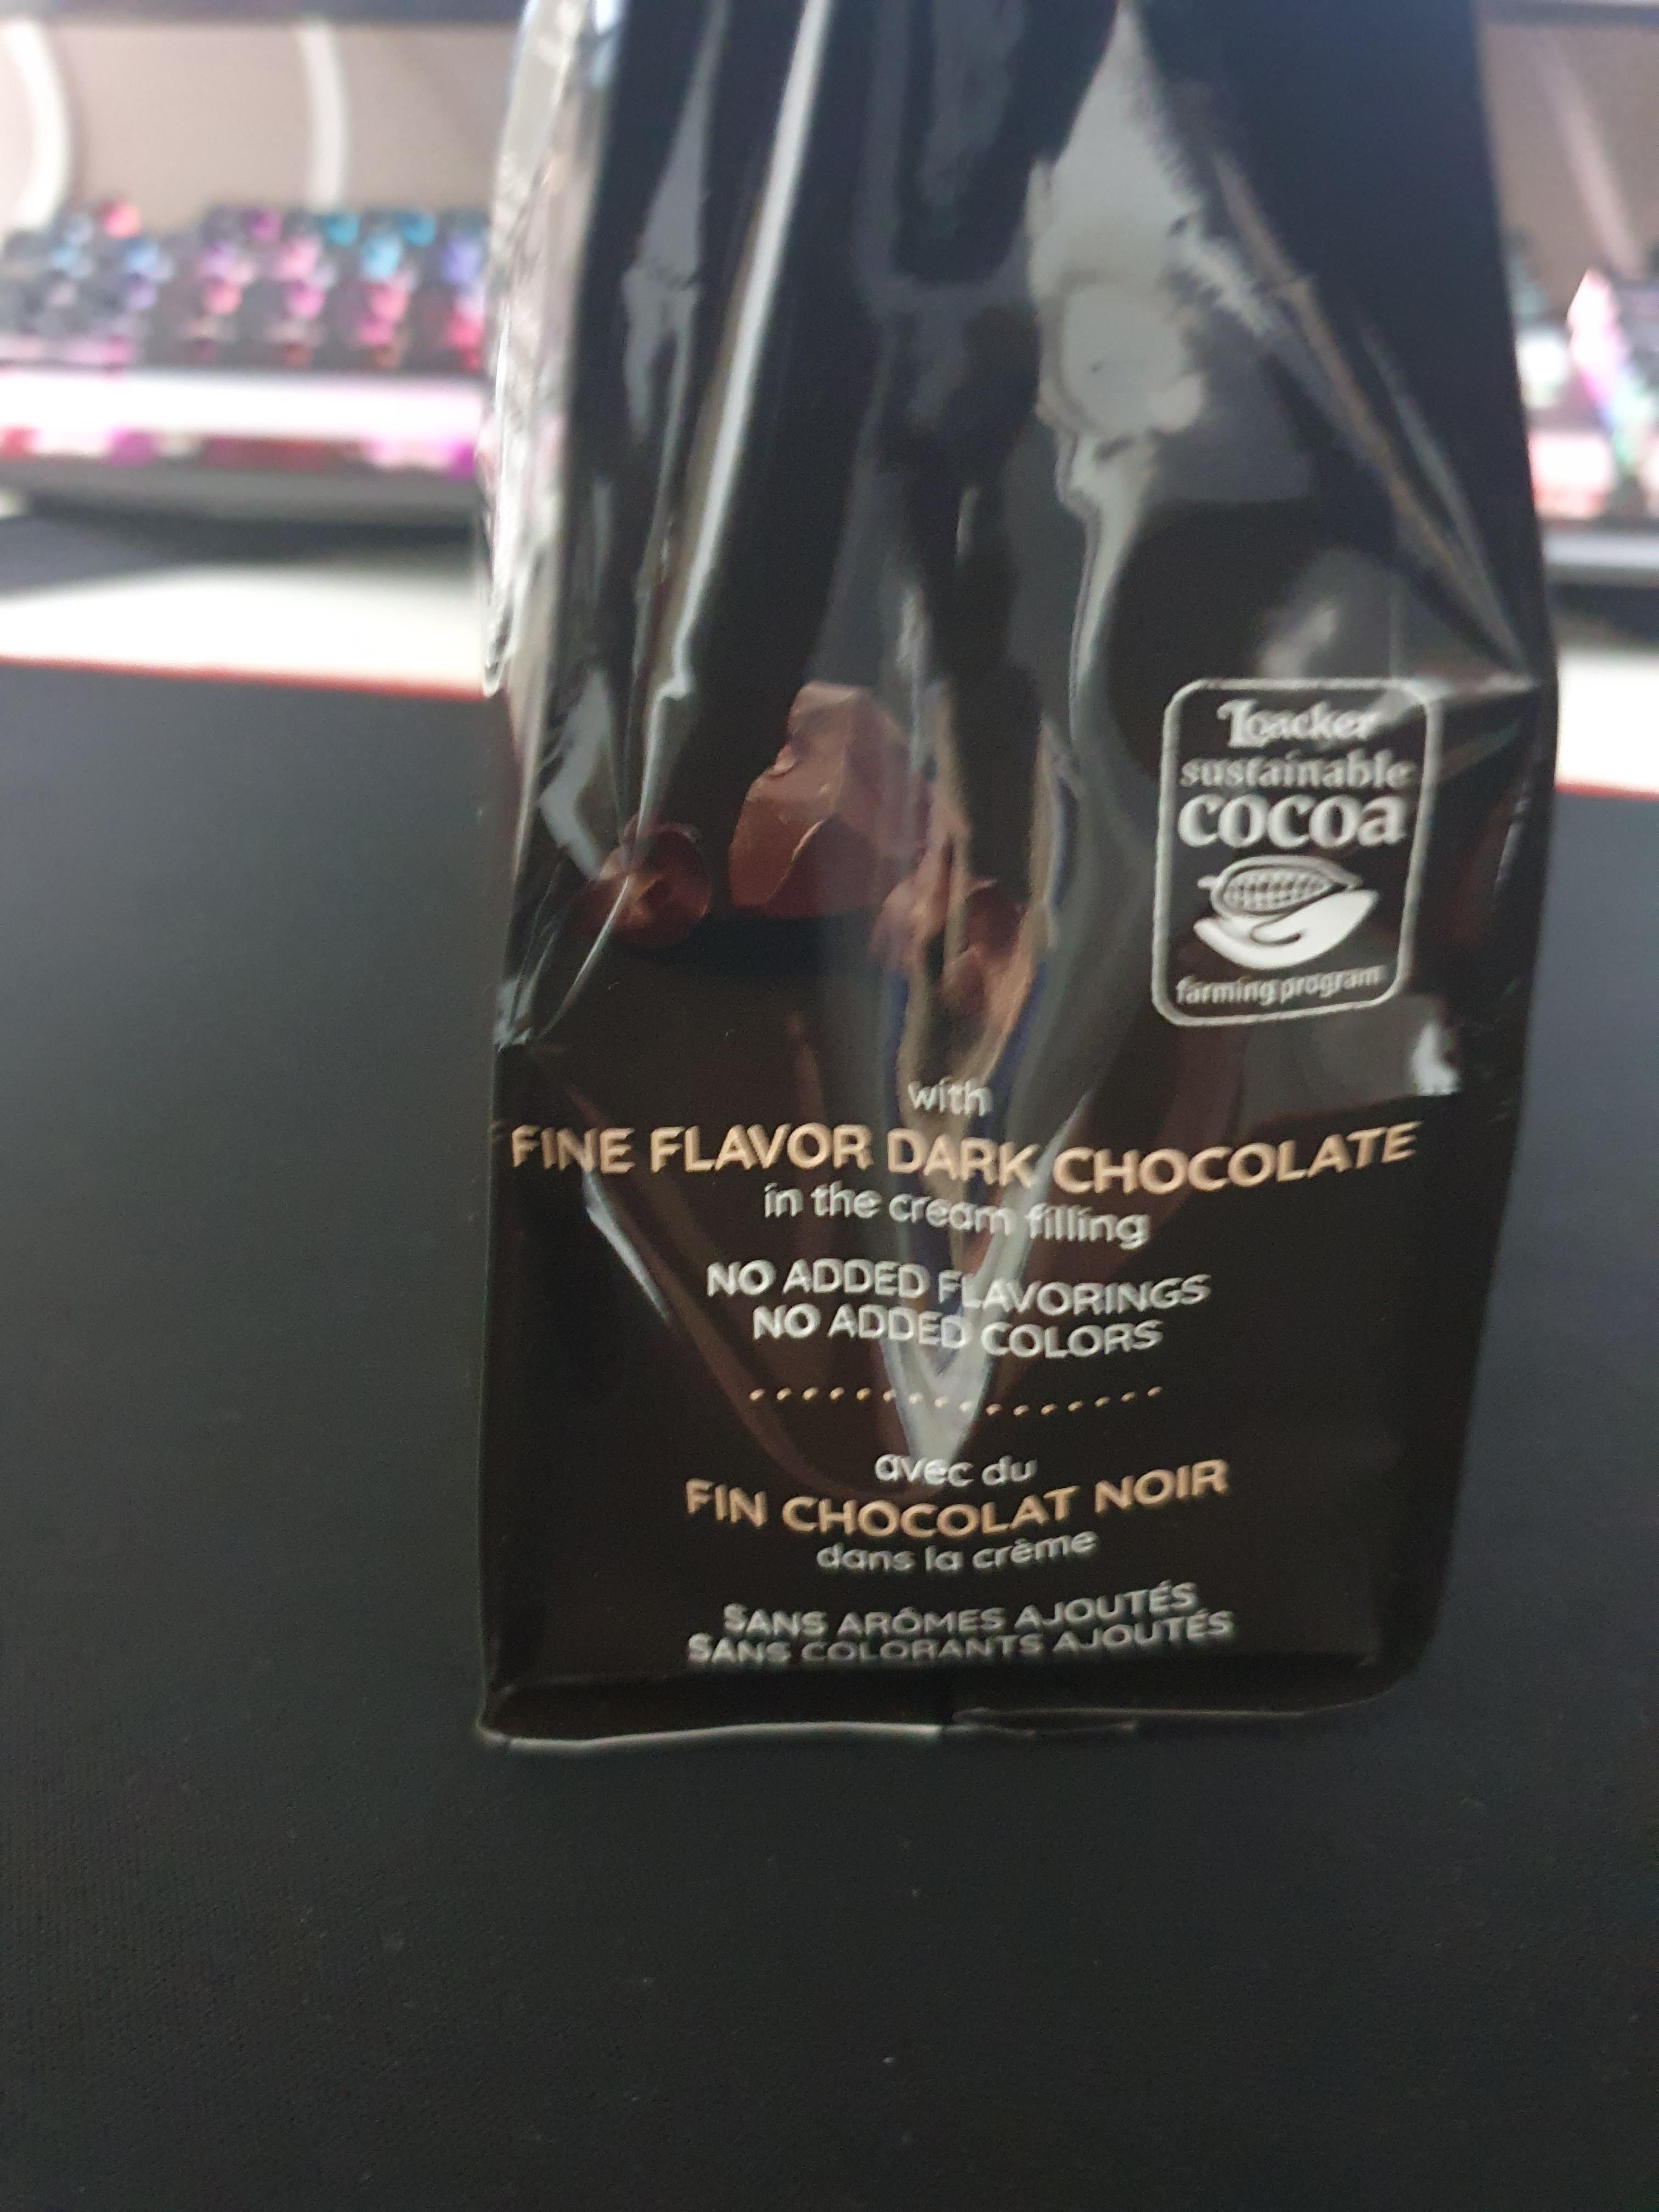 Loacker
sustainable
cocoa
farming program
with
FINE FLAVOR DARK CHOCOLATE
in the cream filling
NO ADDED FLAVORINGS
NO ADDED COLORS
avec du
FIN CHOCOLAT NOIR
dans la crème
SANS ARÔMES AJOUTÉS
SANS COLORANTS AJOUTÉS